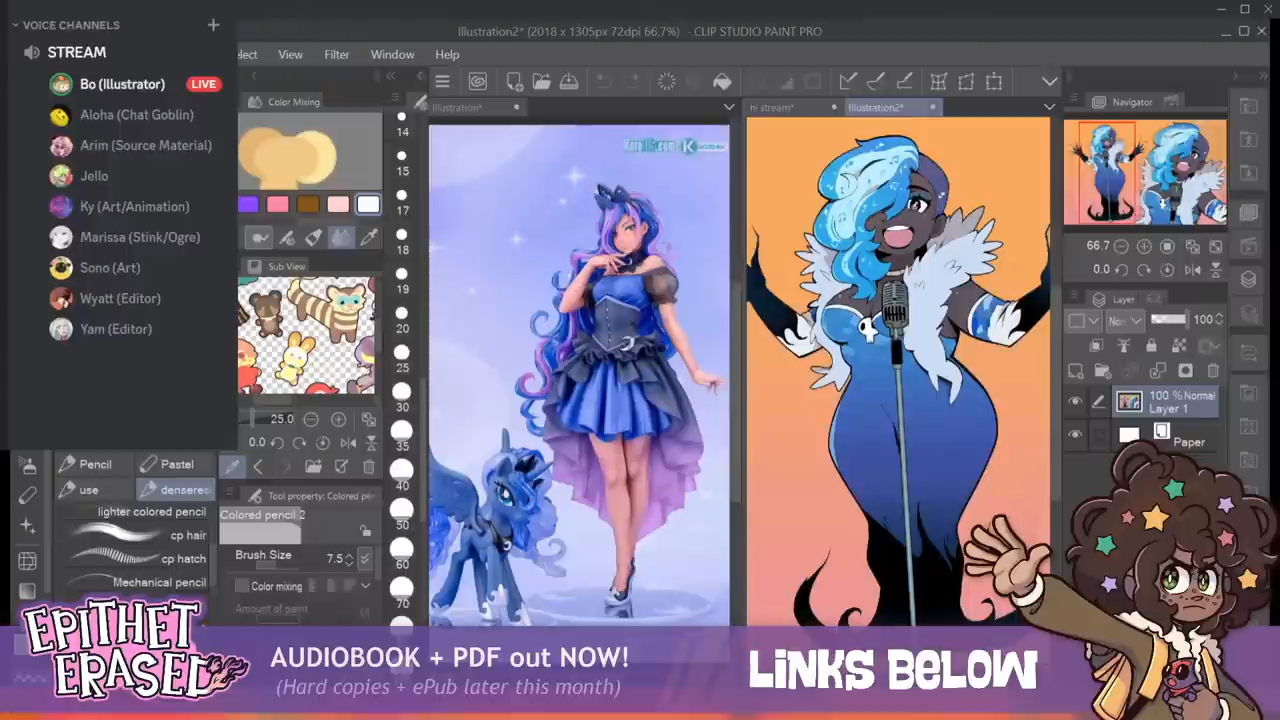 VOICE CHANNELS
STREAM
Bo (Illustrator) LIVE
Aloha (Chat Goblin)
Arim (Source Material)
Jello
Ky (Art/Animation)
Marissa (Stink/Ogre)
Sono (Art)
Wyatt (Editor)
Yam (Editor)
Illustration2* (2018 x 1305px 72dpi 66.7%) - CLIP STUDIO PAINT PRO
lect View Filter Window Help
Color Mixing
Sub View
25.0
0.0
Pencil Pastel
use denseres
lighter colored pencil
cp hair
cp hatch
Mechanical pencil
Tool property: Colored pen
Colored pencil 2
Brush Size 7.5
Color mixing
Amount of paint
14
15
17
18
19
20
25
30
35
40
50
60
70
Illustration*
hi stream* Illustration2*
Navigator
66.7
0.0
Layer
100
100 % Normal
Layer 1
Paper
EPITHET
ERASED
AUDIOBOOK + PDF out NOW!
(Hard copies + ePub later this month)
LINKS BELOW